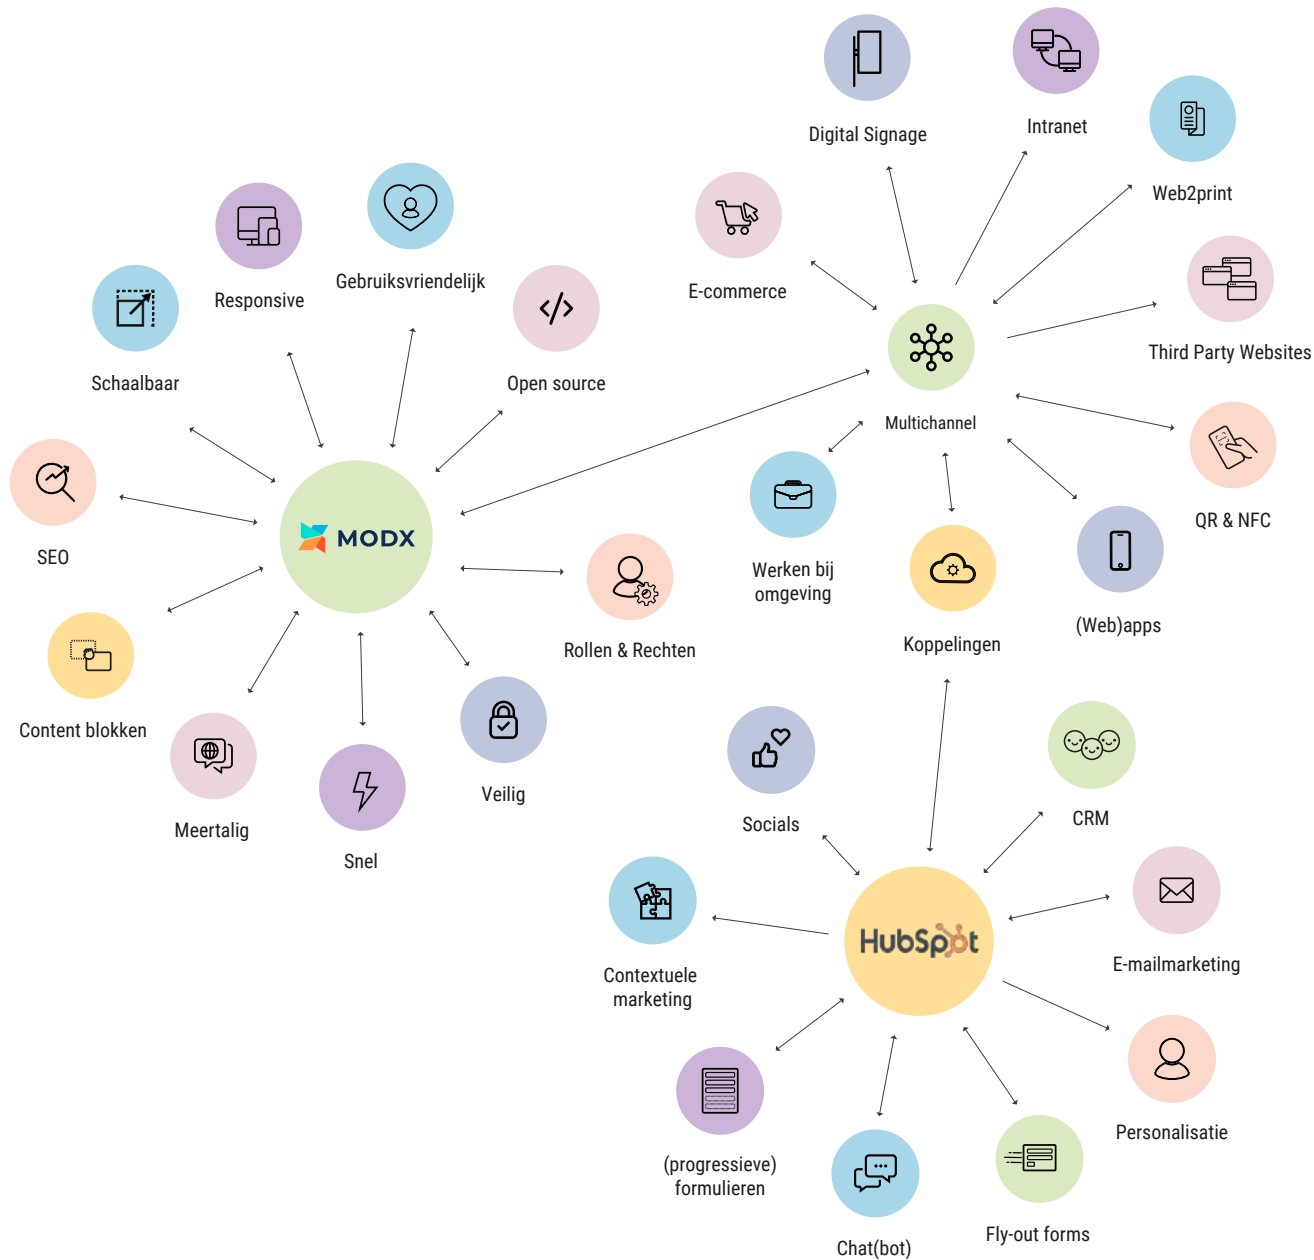 Digital Signage
Intranet
Web2print
E-commerce
Third Party Websites
Multichannel
QR & NFC
(Web)apps
Koppelingen
Werken bij
omgeving
Gebruiksvriendelijk
Responsive
Open source
Schaalbaar
SEO
MODX
Rollen & Rechten
Content blokken
Meertalig
Snel
Veilig
Socials
CRM
HubSpot
Contextuele
marketing
E-mailmarketing
Personalisatie
(progressieve)
formulieren
Chat(bot)
Fly-out forms